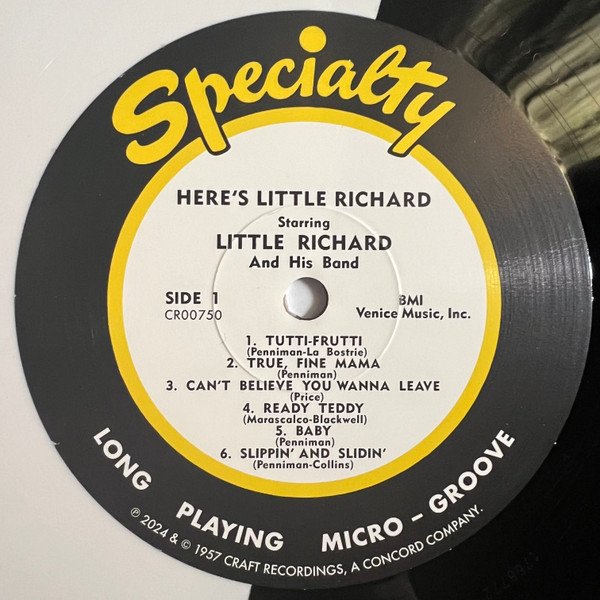 Specialty
HERE'S LITTLE RICHARD
Starring
LITTLE RICHARD
And His Band
SIDE 1
CR00750
BMI
Venice Music, Inc.
1. TUTTI-FRUTTI
(Penniman-La Bostrie)
2. TRUE, FINE MAMA
(Penniman)
3. CAN'T BELIEVE YOU WANNA LEAVE
(Price)
4. READY TEDDY
(Marascalco-Blackwell)
5. BABY
(Penniman)
6. SLIPPIN' AND SLIDIN'
(Penniman-Collins)
LONG PLAYING MICRO-GROOVE
℗ 2024 & © 1957 CRAFT RECORDINGS, A CONCORD COMPANY.